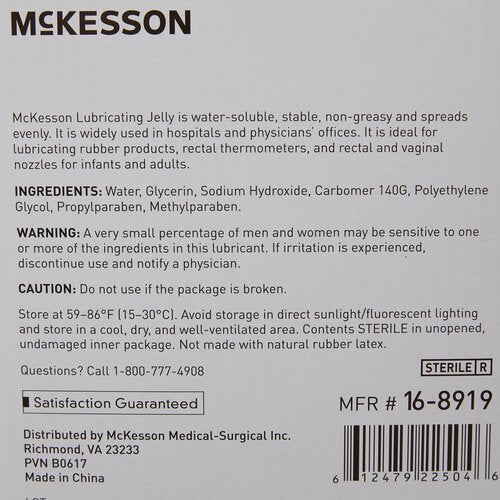 McKESSON
McKesson Lubricating Jelly is water-soluble, stable, non-greasy and spreads
evenly. It is widely used in hospitals and physicians' offices. It is ideal for
lubricating rubber products, rectal thermometers, and rectal and vaginal
nozzles for infants and adults.
INGREDIENTS: Water, Glycerin, Sodium Hydroxide, Carbomer 140G, Polyethylene
Glycol, Propylparaben, Methylparaben.
WARNING: A very small percentage of men and women may be sensitive to one
or more of the ingredients in this lubricant. If irritation is experienced,
discontinue use and notify a physician.
CAUTION: Do not use if the package is broken.
Store at 59–86°F (15–30°C). Avoid storage in direct sunlight/fluorescent lighting
and store in a cool, dry, and well-ventilated area. Contents STERILE in unopened,
undamaged inner package. Not made with natural rubber latex.
Questions? Call 1-800-777-4908
STERILE R
Satisfaction Guaranteed
MFR # 16-8919
Distributed by McKesson Medical-Surgical Inc.
Richmond, VA 23233
PVN B0617
Made in China
6 12479 22504 6